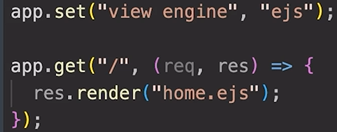 app.set("view engine", "ejs");
app.get("/", (req, res) => {
res.render("home.ejs");
});